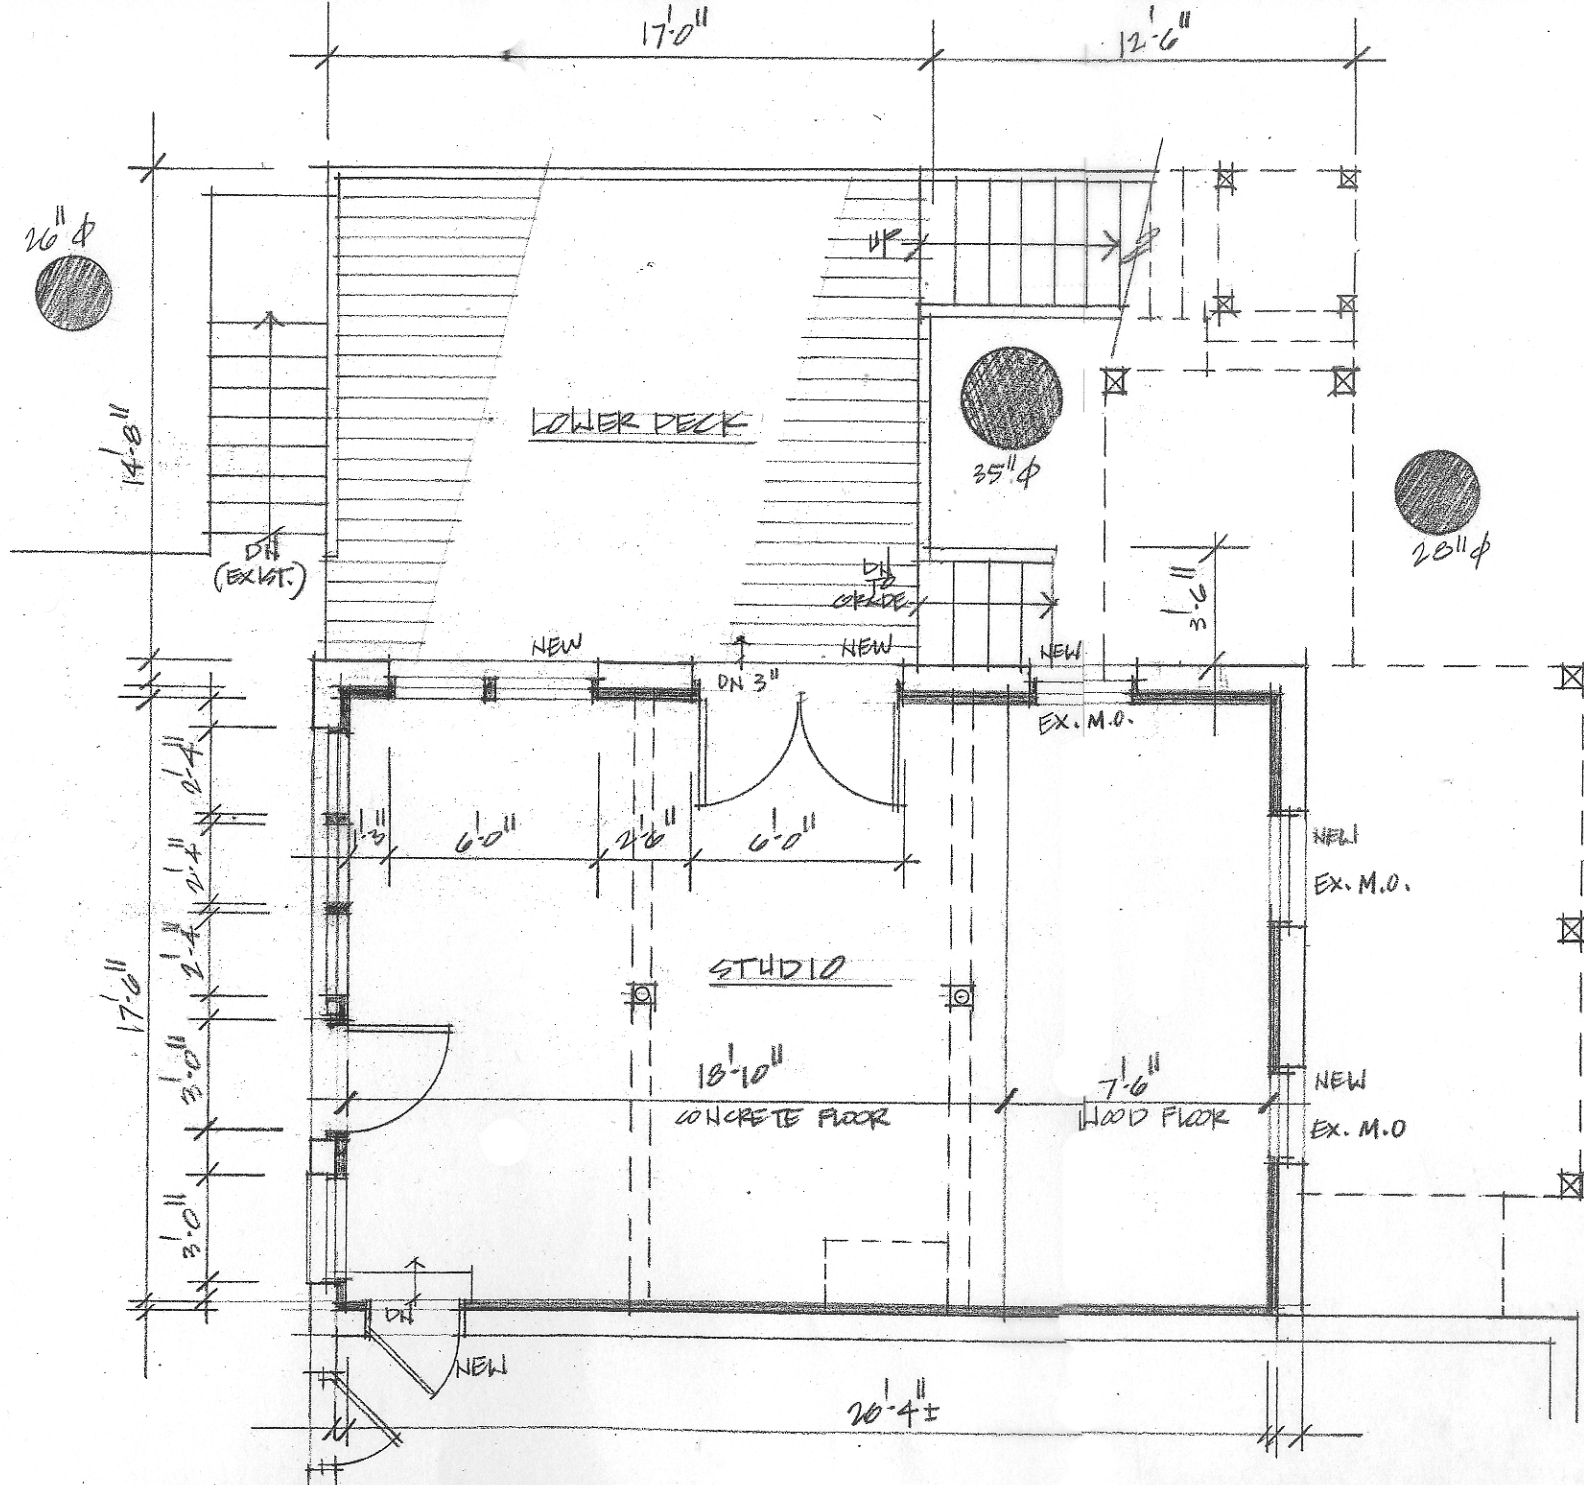 17'-0"
12'-6"
26" ⌀
UP
14'-8"
LOWER DECK
35" ⌀
28" ⌀
DN
(EXIST.)
DN
TO
GRADE
3'-6"
NEW
NEW
NEW
DN 3"
EX. M.O.
2'-4"
1'-3"
6'-0"
2'-6"
6'-0"
NEW
EX. M.O.
2'-4"
2'-4"
STUDIO
17'-6"
3'-0"
18'-10"
CONCRETE FLOOR
7'-6"
WOOD FLOOR
NEW
EX. M.O
3'-0"
DN
NEW
26'-4"±